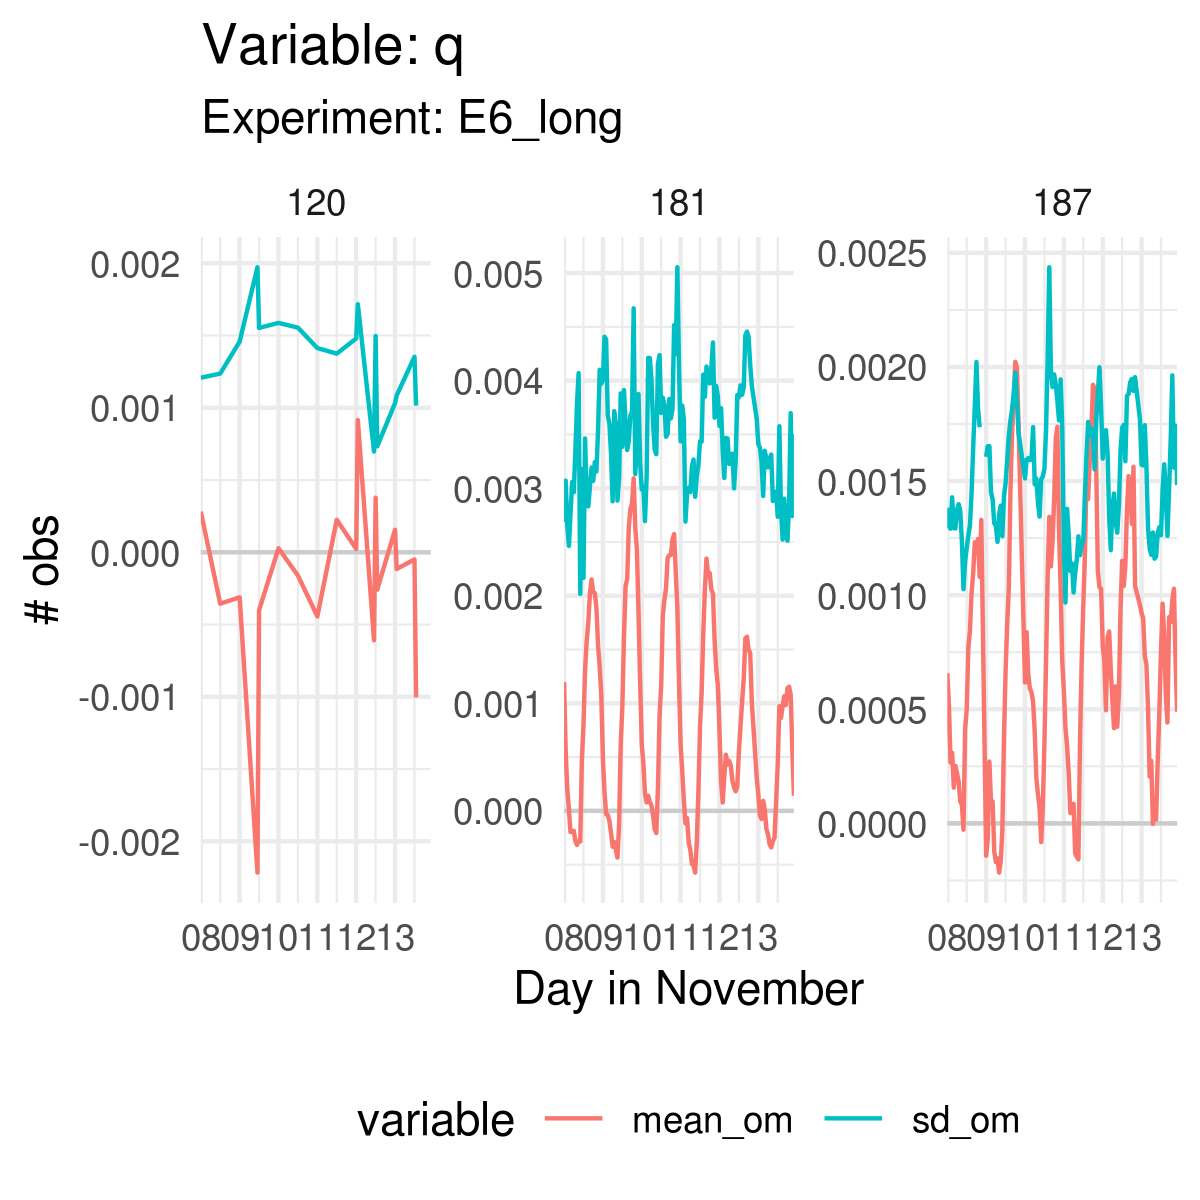 Variable: q
Experiment: E6_long
120
181
187
0.002
0.001
0.000
-0.001
-0.002
0.005
0.004
0.003
0.002
0.001
0.000
0.0025
0.0020
0.0015
0.0010
0.0005
0.0000
# obs
08 09 10 11 12 13
08 09 10 11 12 13
08 09 10 11 12 13
Day in November
variable mean_om sd_om